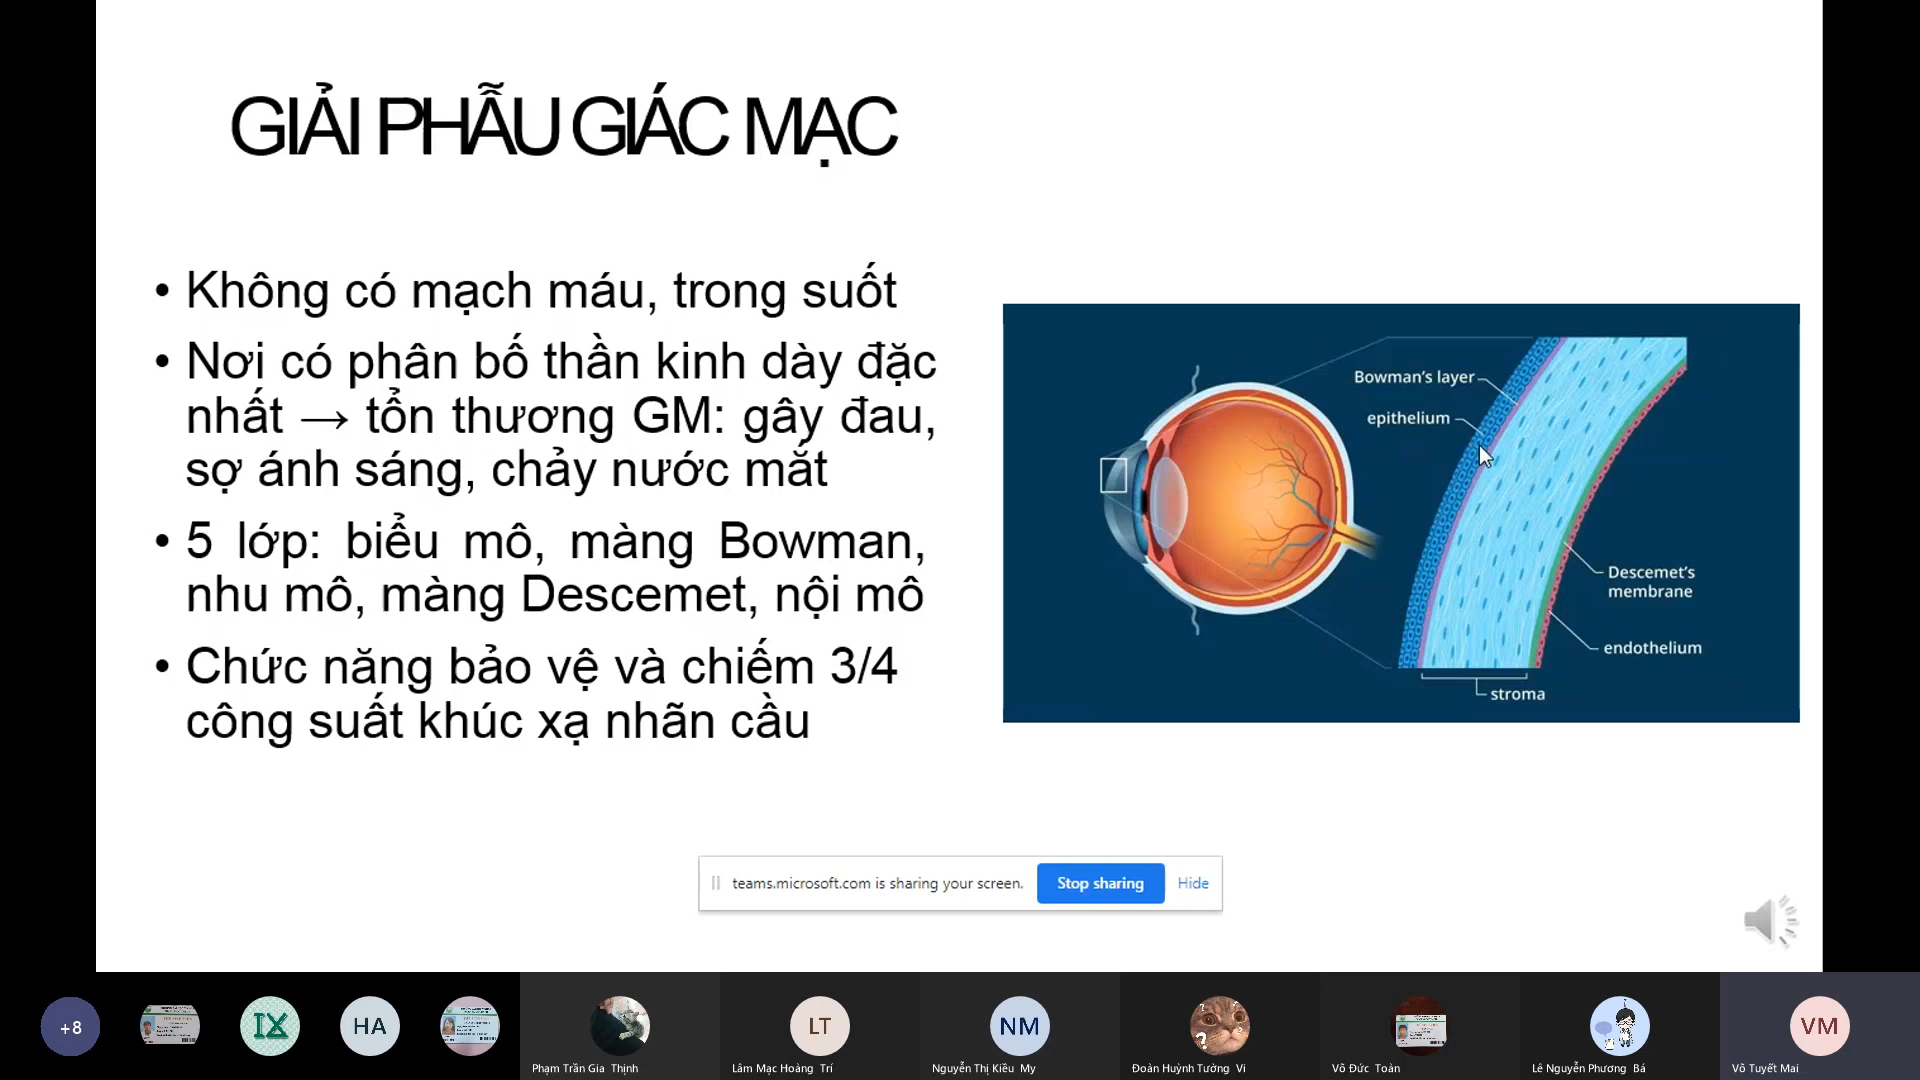 GIẢI PHẪU GIÁC MẠC
• Không có mạch máu, trong suốt
• Nơi có phân bố thần kinh dày đặc
nhất → tổn thương GM: gây đau,
sợ ánh sáng, chảy nước mắt
• 5 lớp: biểu mô, màng Bowman,
nhu mô, màng Descemet, nội mô
• Chức năng bảo vệ và chiếm 3/4
công suất khúc xạ nhãn cầu
Bowman's layer
epithelium
Descemet's
membrane
endothelium
stroma
teams.microsoft.com is sharing your screen.
Stop sharing
Hide
+8
IX
HA
LT
NM
VM
Phạm Trần Gia Thịnh
Lâm Mạc Hoàng Trí
Nguyễn Thị Kiều My
Đoàn Huỳnh Tường Vi
Võ Đức Toàn
Lê Nguyễn Phương Bá
Võ Tuyết Mai